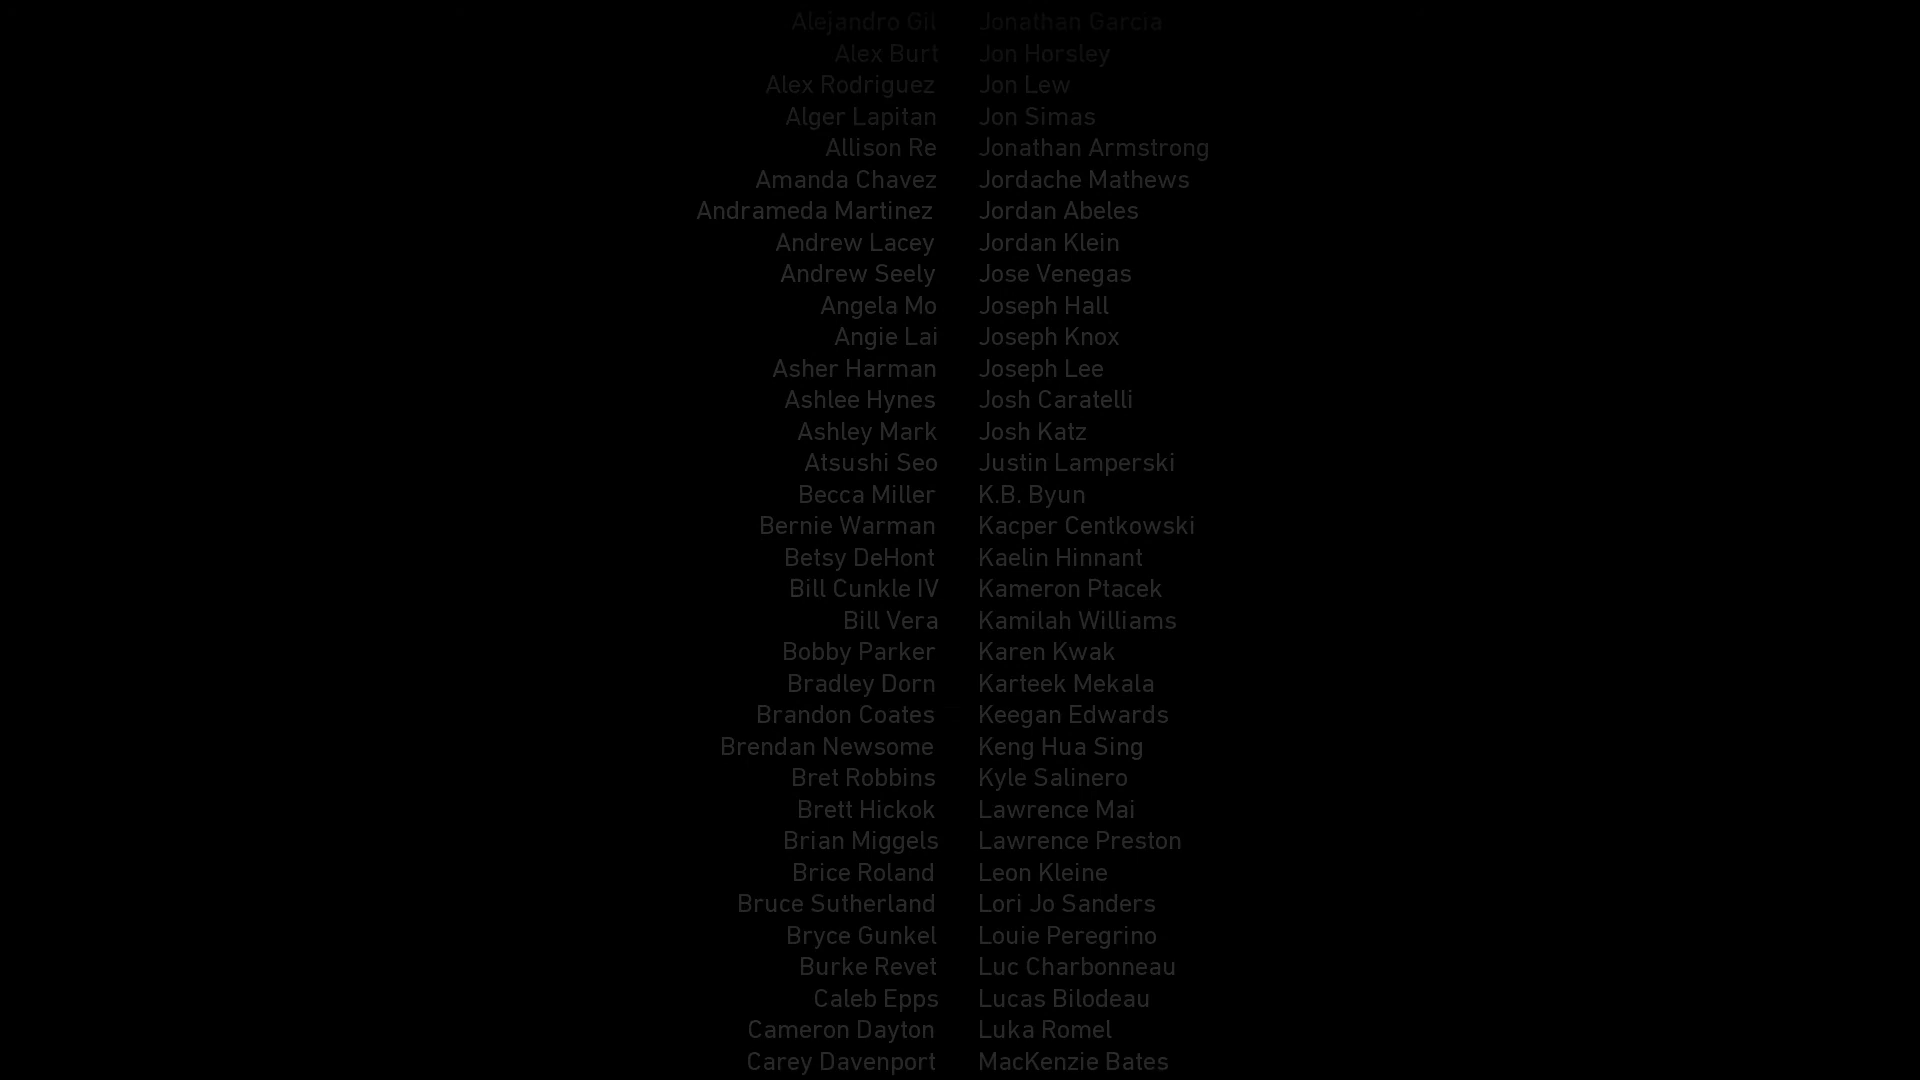 Alejandro Gil Jonathan Garcia
Alex Burt Jon Horsley
Alex Rodriguez Jon Lew
Alger Lapitan Jon Simas
Allison Re Jonathan Armstrong
Amanda Chavez Jordache Mathews
Andrameda Martinez Jordan Abeles
Andrew Lacey Jordan Klein
Andrew Seely Jose Venegas
Angela Mo Joseph Hall
Angie Lai Joseph Knox
Asher Harman Joseph Lee
Ashlee Hynes Josh Caratelli
Ashley Mark Josh Katz
Atsushi Seo Justin Lamperski
Becca Miller K.B. Byun
Bernie Warman Kacper Centkowski
Betsy DeHont Kaelin Hinnant
Bill Cunkle IV Kameron Ptacek
Bill Vera Kamilah Williams
Bobby Parker Karen Kwak
Bradley Dorn Karteek Mekala
Brandon Coates Keegan Edwards
Brendan Newsome Keng Hua Sing
Bret Robbins Kyle Salinero
Brett Hickok Lawrence Mai
Brian Miggels Lawrence Preston
Brice Roland Leon Kleine
Bruce Sutherland Lori Jo Sanders
Bryce Gunkel Louie Peregrino
Burke Revet Luc Charbonneau
Caleb Epps Lucas Bilodeau
Cameron Dayton Luka Romel
Carey Davenport MacKenzie Bates